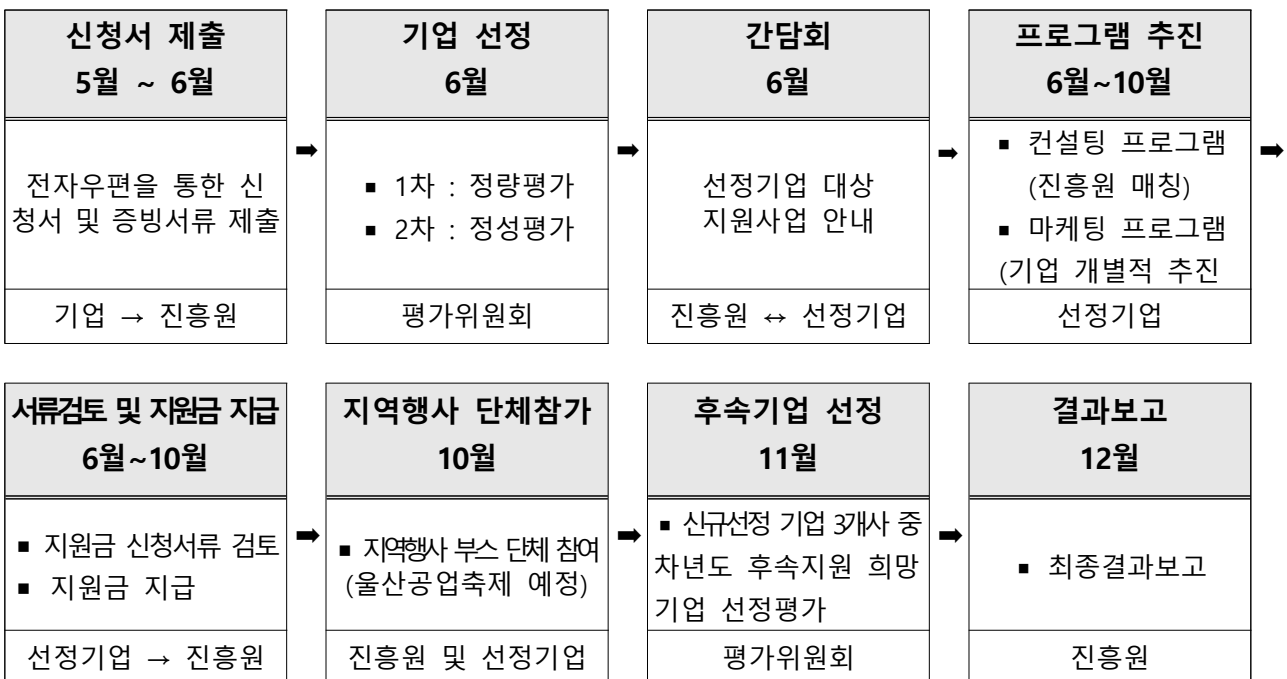 신청서 제출
5월 ~ 6월
전자우편을 통한 신
청서 및 증빙서류 제출
기업 → 진흥원
➡
기업 선정
6월
▪ 1차 : 정량평가
▪ 2차 : 정성평가
평가위원회
➡
간담회
6월
선정기업 대상
지원사업 안내
진흥원 ↔ 선정기업
➡
프로그램 추진
6월~10월
▪ 컨설팅 프로그램
(진흥원 매칭)
▪ 마케팅 프로그램
(기업 개별적 추진
선정기업
➡
서류검토 및 지원금 지급
6월~10월
▪ 지원금 신청서류 검토
▪ 지원금 지급
선정기업 → 진흥원
➡
지역행사 단체참가
10월
▪ 지역행사 부스 단체 참여
(울산공업축제 예정)
진흥원 및 선정기업
➡
후속기업 선정
11월
▪ 신규선정 기업 3개사 중
차년도 후속지원 희망
기업 선정평가
평가위원회
➡
결과보고
12월
▪ 최종결과보고
진흥원